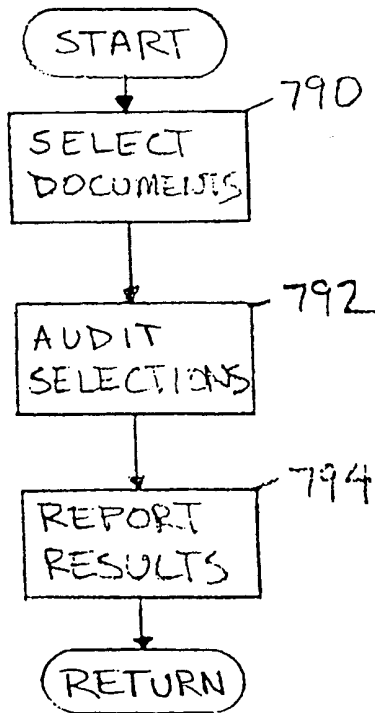 START
790
SELECT
DOCUMENTS
792
AUDIT
SELECTIONS
794
REPORT
RESULTS
RETURN